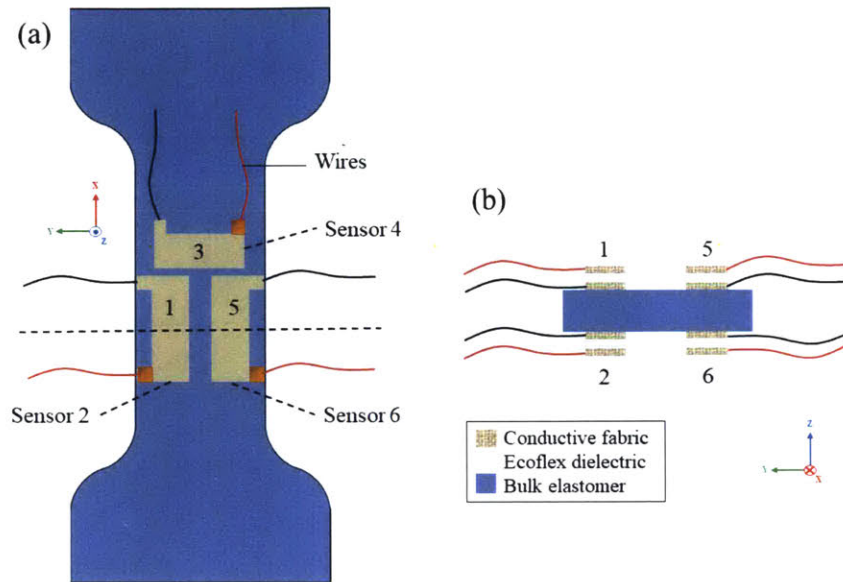 (a)
Wires
X
Y
Z
3
Sensor 4
1
5
Sensor 2
Sensor 6
(b)
1
5
2
6
Conductive fabric
Ecoflex dielectric
Bulk elastomer
Z
Y
X